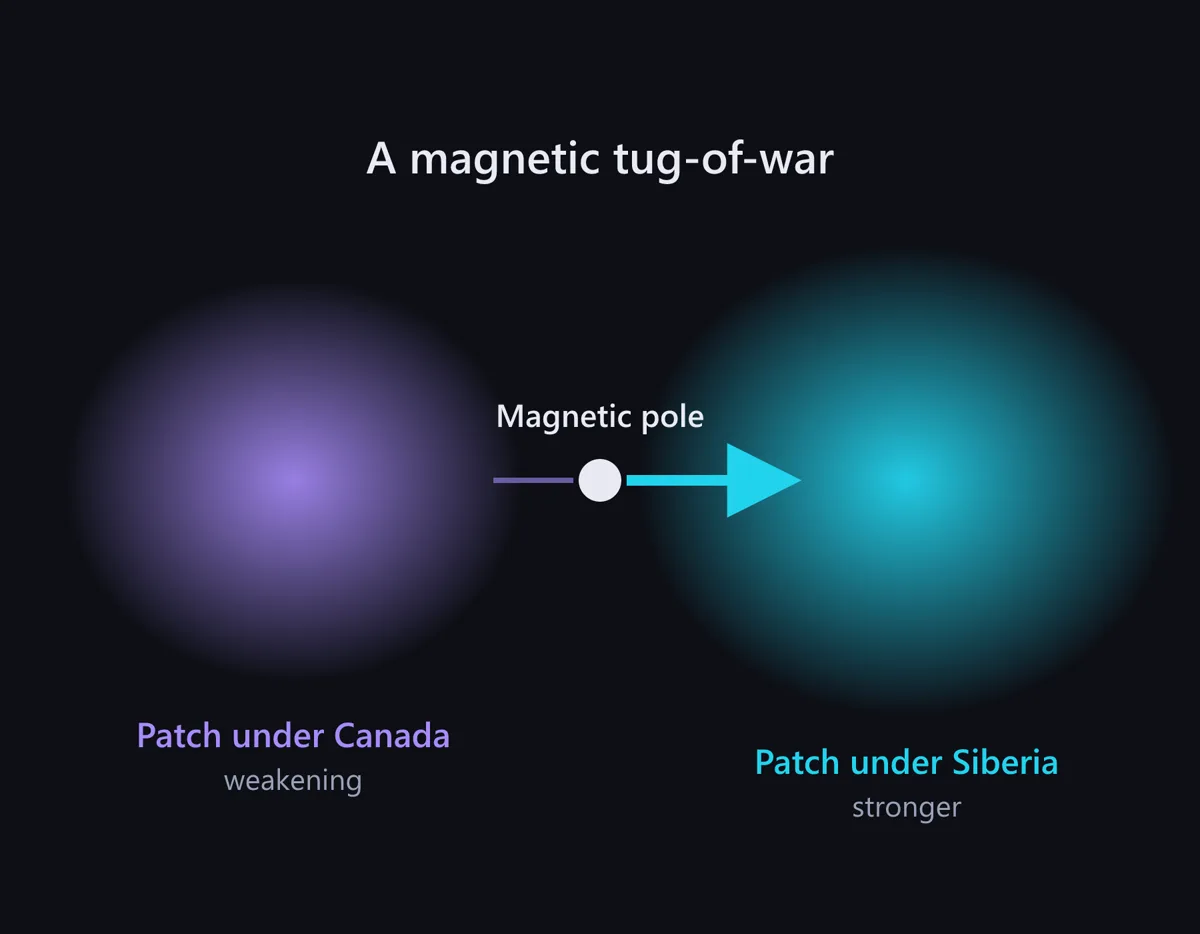 A magnetic tug-of-war
Magnetic pole
Patch under Canada
weakening
Patch under Siberia
stronger